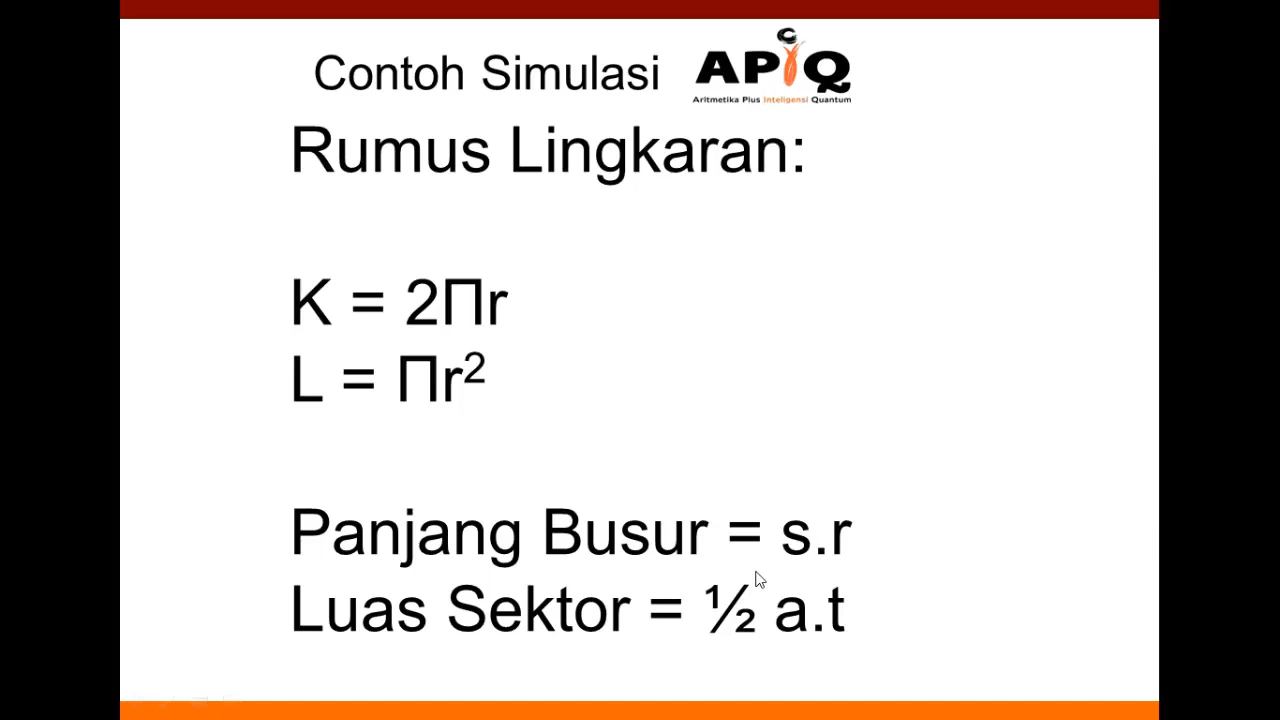 Contoh Simulasi
APIQ
Aritmetika Plus Inteligensi Quantum
Rumus Lingkaran:
K = 2Πr
L = Πr²
Panjang Busur = s.r
Luas Sektor = ½ a.t